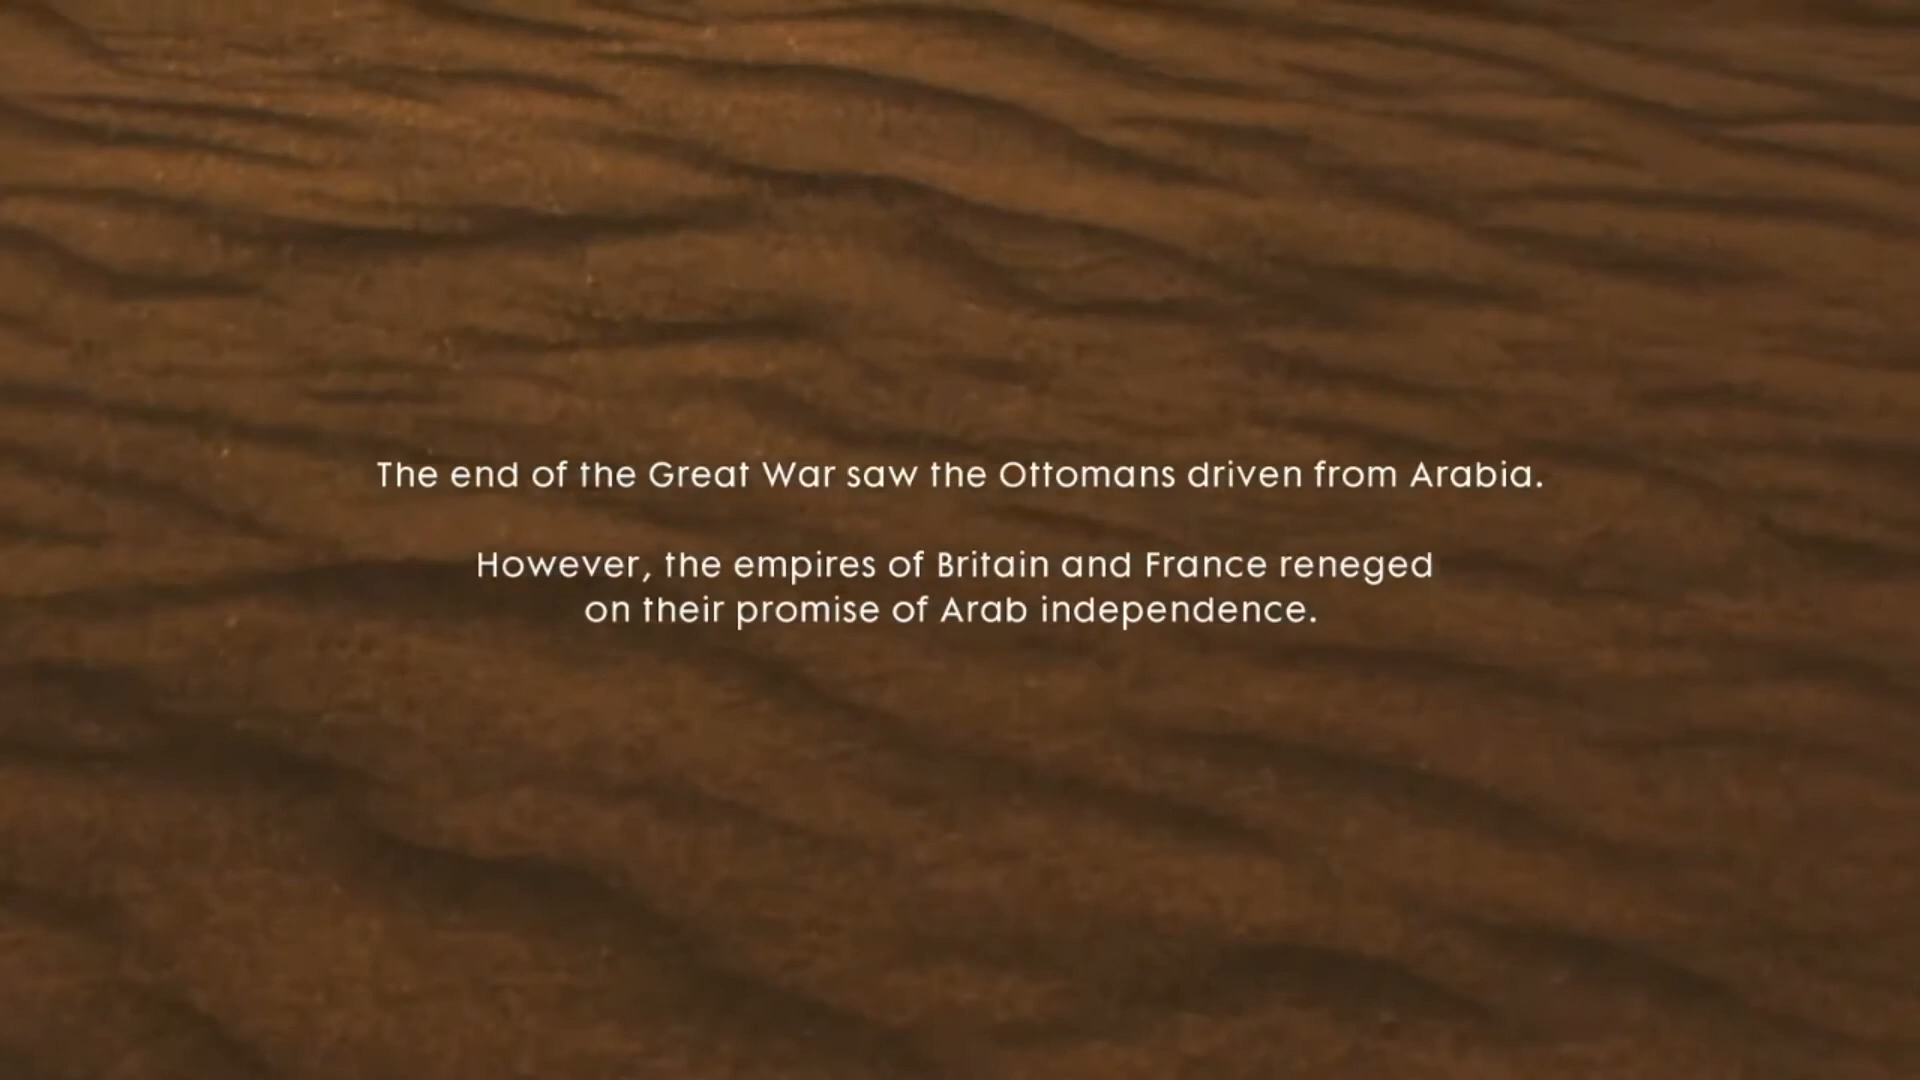 The end of the Great War saw the Ottomans driven from Arabia.
However, the empires of Britain and France reneged
on their promise of Arab independence.